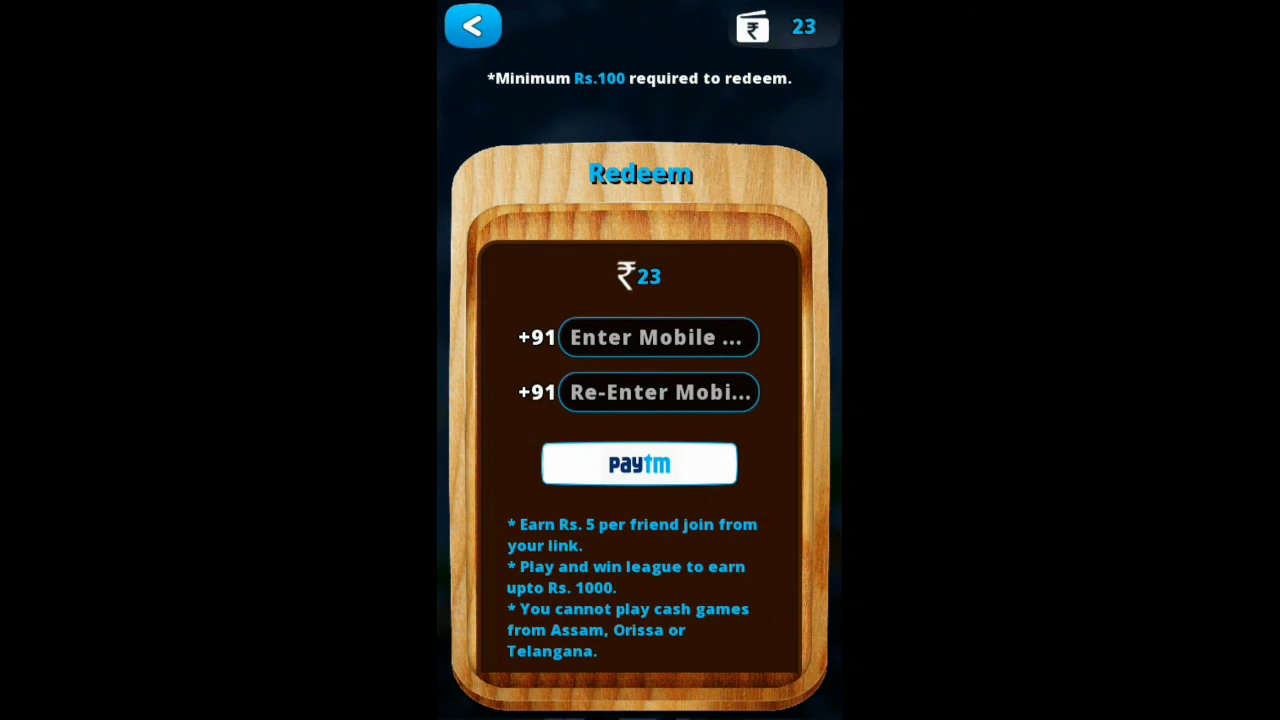 <
₹ 23
*Minimum Rs.100 required to redeem.
Redeem
₹23
+91 Enter Mobile ...
+91 Re-Enter Mobi...
paytm
* Earn Rs. 5 per friend join from
your link.
* Play and win league to earn
upto Rs. 1000.
* You cannot play cash games
from Assam, Orissa or
Telangana.